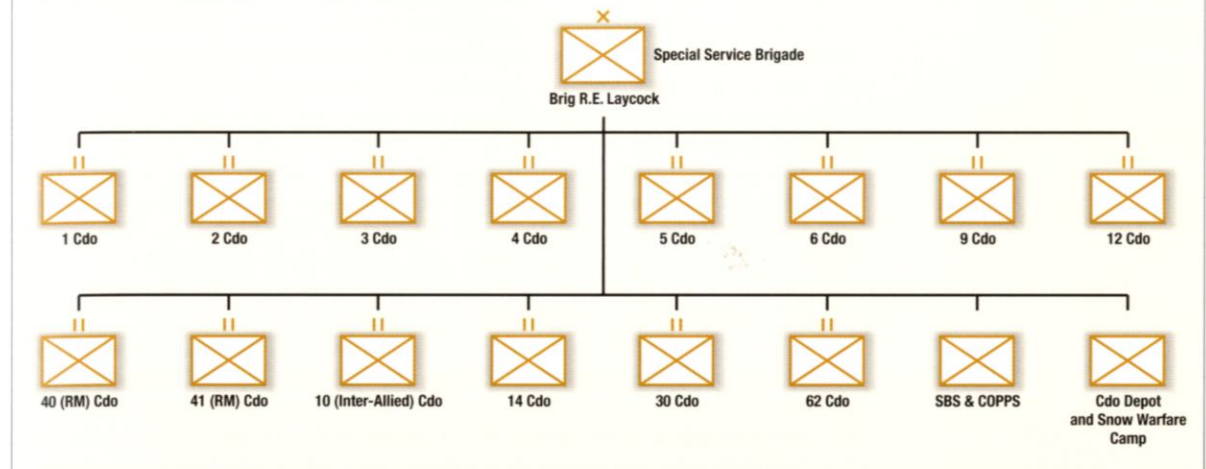 Special Service Brigade
Brig R.E. Laycock
1 Cdo
2 Cdo
3 Cdo
4 Cdo
5 Cdo
6 Cdo
9 Cdo
12 Cdo
40 (RM) Cdo
41 (RM) Cdo
10 (Inter-Allied) Cdo
14 Cdo
30 Cdo
62 Cdo
SBS & COPPS
Cdo Depot
and Snow Warfare
Camp